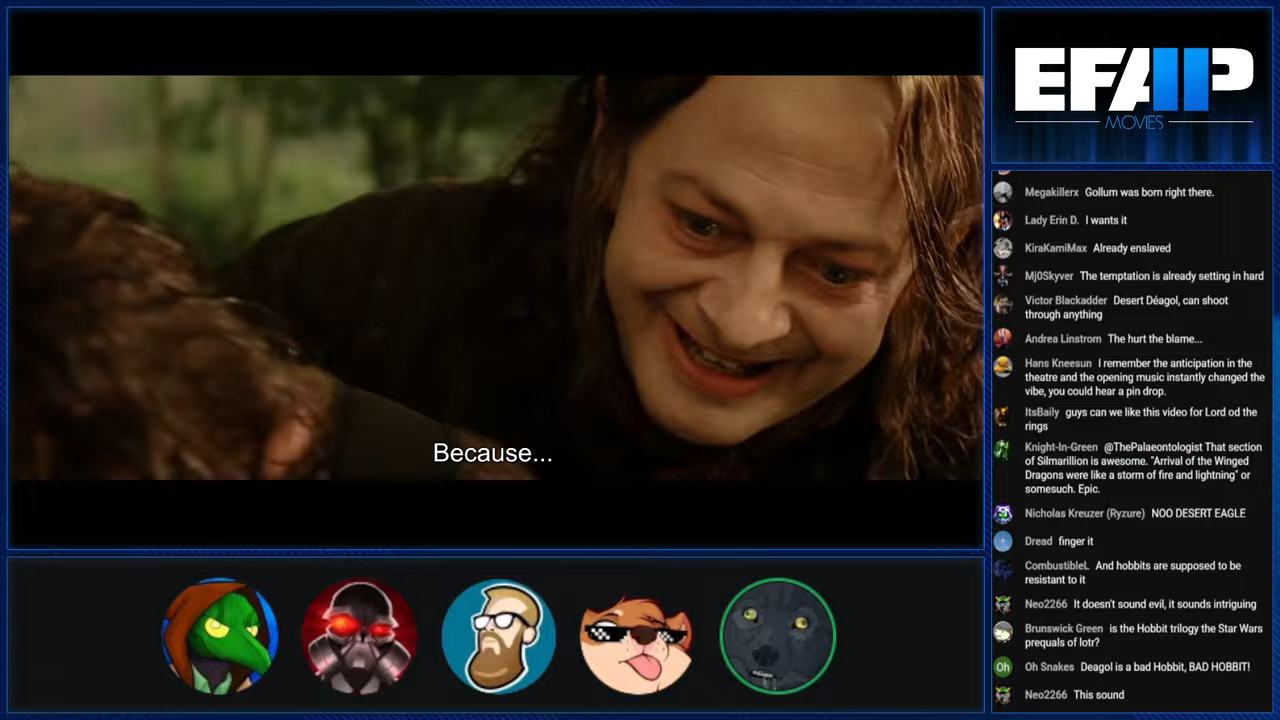 EFAP
MOVIES
Megakillerx Gollum was born right there.
Lady Erin D. I wants it
KiraKamiMax Already enslaved
Mj0Skyver The temptation is already setting in hard
Victor Blackadder Desert Déagol, can shoot
through anything
Andrea Linstrom The hurt the blame...
Hans Kneesun I remember the anticipation in the
theatre and the opening music instantly changed the
vibe, you could hear a pin drop.
ItsBaily guys can we like this video for Lord od the
rings
Knight-In-Green @ThePalaeontologist That section
of Silmarillion is awesome. "Arrival of the Winged
Dragons were like a storm of fire and lightning" or
somesuch. Epic.
Nicholas Kreuzer (Ryzure) NOO DESERT EAGLE
Dread finger it
CombustibleL And hobbits are supposed to be
resistant to it
Neo2266 It doesn't sound evil, it sounds intriguing
Brunswick Green is the Hobbit trilogy the Star Wars
prequals of lotr?
Oh Oh Snakes Deagol is a bad Hobbit, BAD HOBBIT!
Neo2266 This sound
Because...